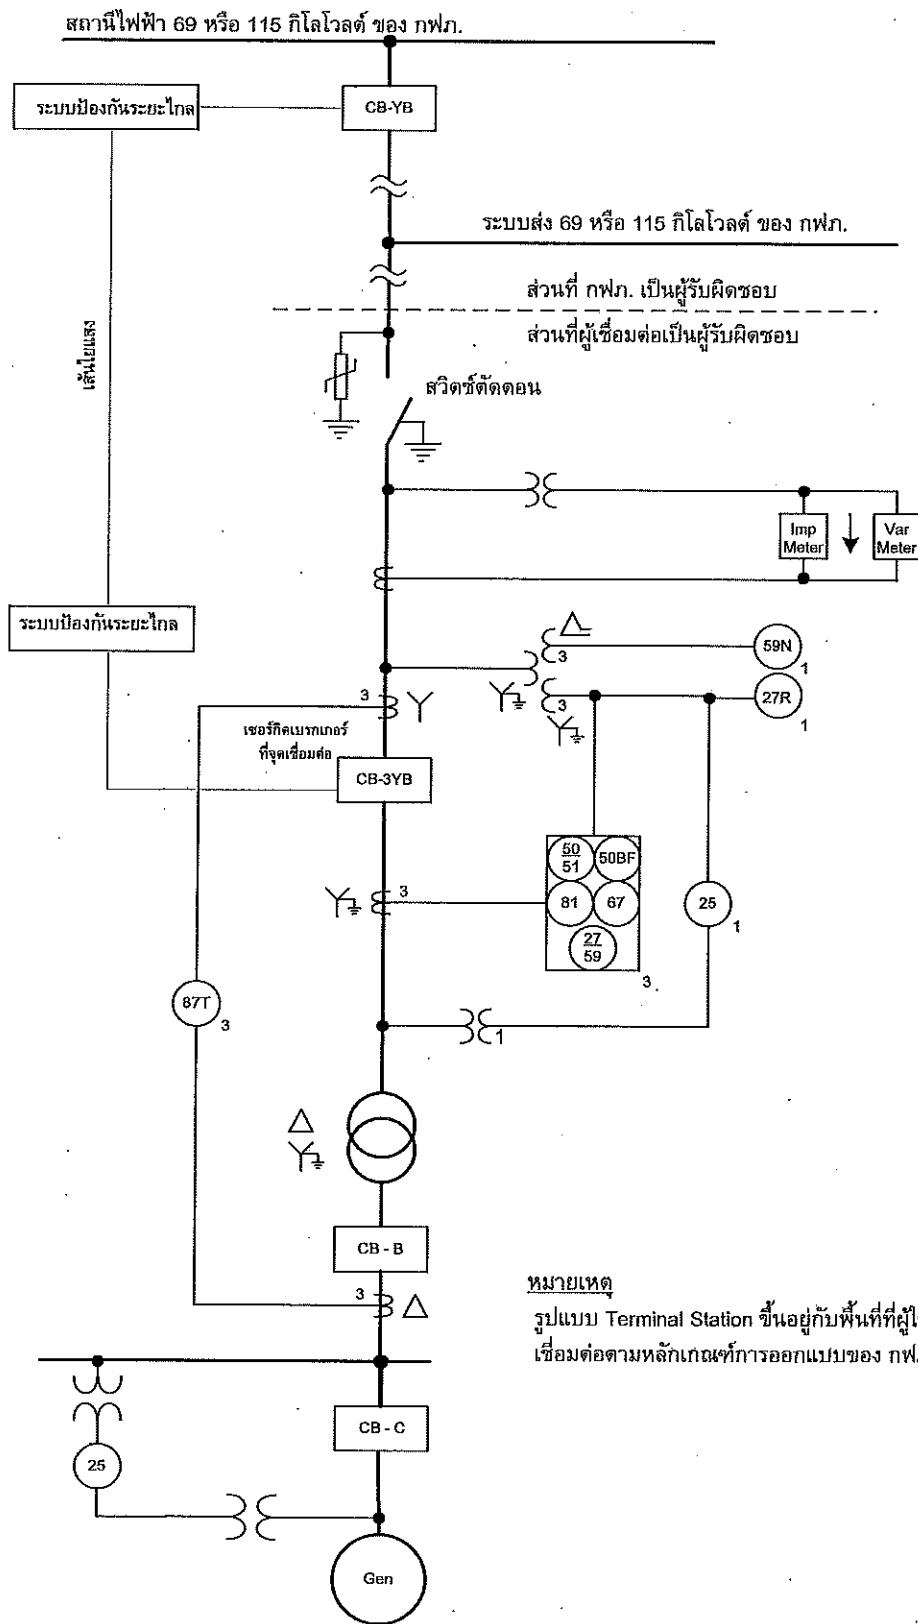 สถานีไฟฟ้า 69 หรือ 115 กิโลโวลต์ ของ กฟภ.
ระบบป้องกันระยะไกล
CB-YB
ระบบส่ง 69 หรือ 115 กิโลโวลต์ ของ กฟภ.
ส่วนที่ กฟภ. เป็นผู้รับผิดชอบ
ส่วนที่ผู้เชื่อมต่อเป็นผู้รับผิดชอบ
เส้นใยแสง
สวิตซ์ตัดตอน
Imp
Meter
Var
Meter
ระบบป้องกันระยะไกล
3
59N
1
3
27R
1
3
เซอร์กิตเบรกเกอร์
ที่จุดเชื่อมต่อ
CB-3YB
50
51
50BF
3
81
67
25
1
27
59
3
87T
3
1
CB - B
3
หมายเหตุ
รูปแบบ Terminal Station ขึ้นอยู่กับพื้นที่ที่ผู้
เชื่อมต่อตามหลักเกณฑ์การออกแบบของ
CB - C
25
Gen